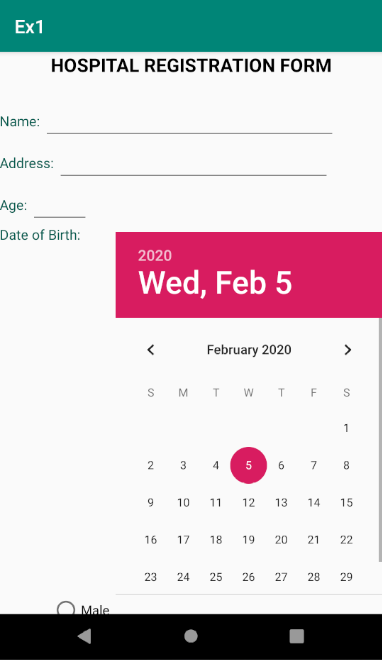 Ex1
HOSPITAL REGISTRATION FORM
Name:
Address:
Age:
Date of Birth:
2020
Wed, Feb 5
February 2020
S M T W T F S
1
2 3 4 5 6 7 8
9 10 11 12 13 14 15
16 17 18 19 20 21 22
23 24 25 26 27 28 29
Male